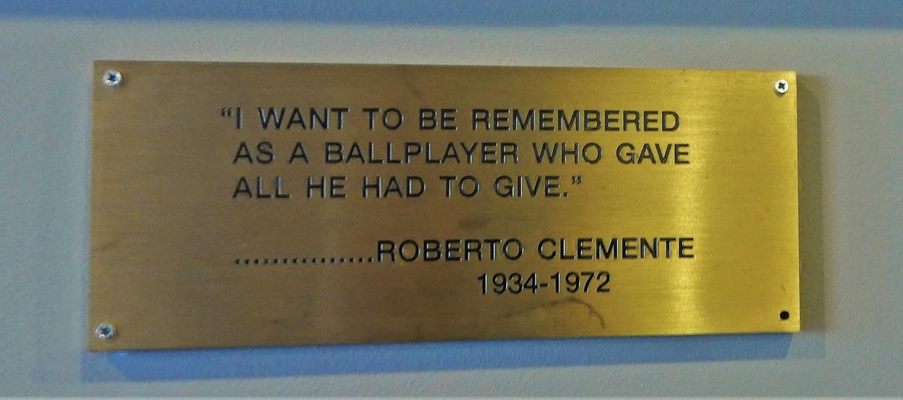 “I WANT TO BE REMEMBERED
AS A BALLPLAYER WHO GAVE
ALL HE HAD TO GIVE.”
...............ROBERTO CLEMENTE
1934-1972